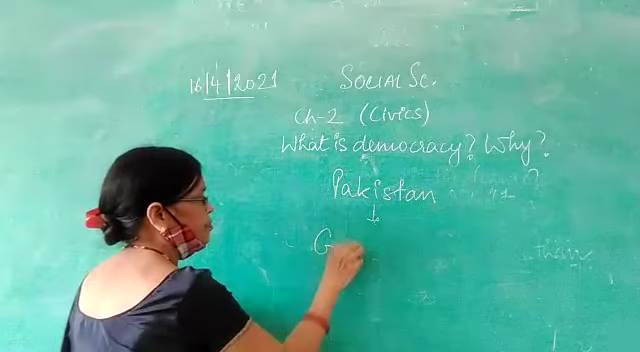 16/4/2021 SOCIAL SC.
Ch-2 (Civics)
What is democracy? Why?
Pakistan
↓
G